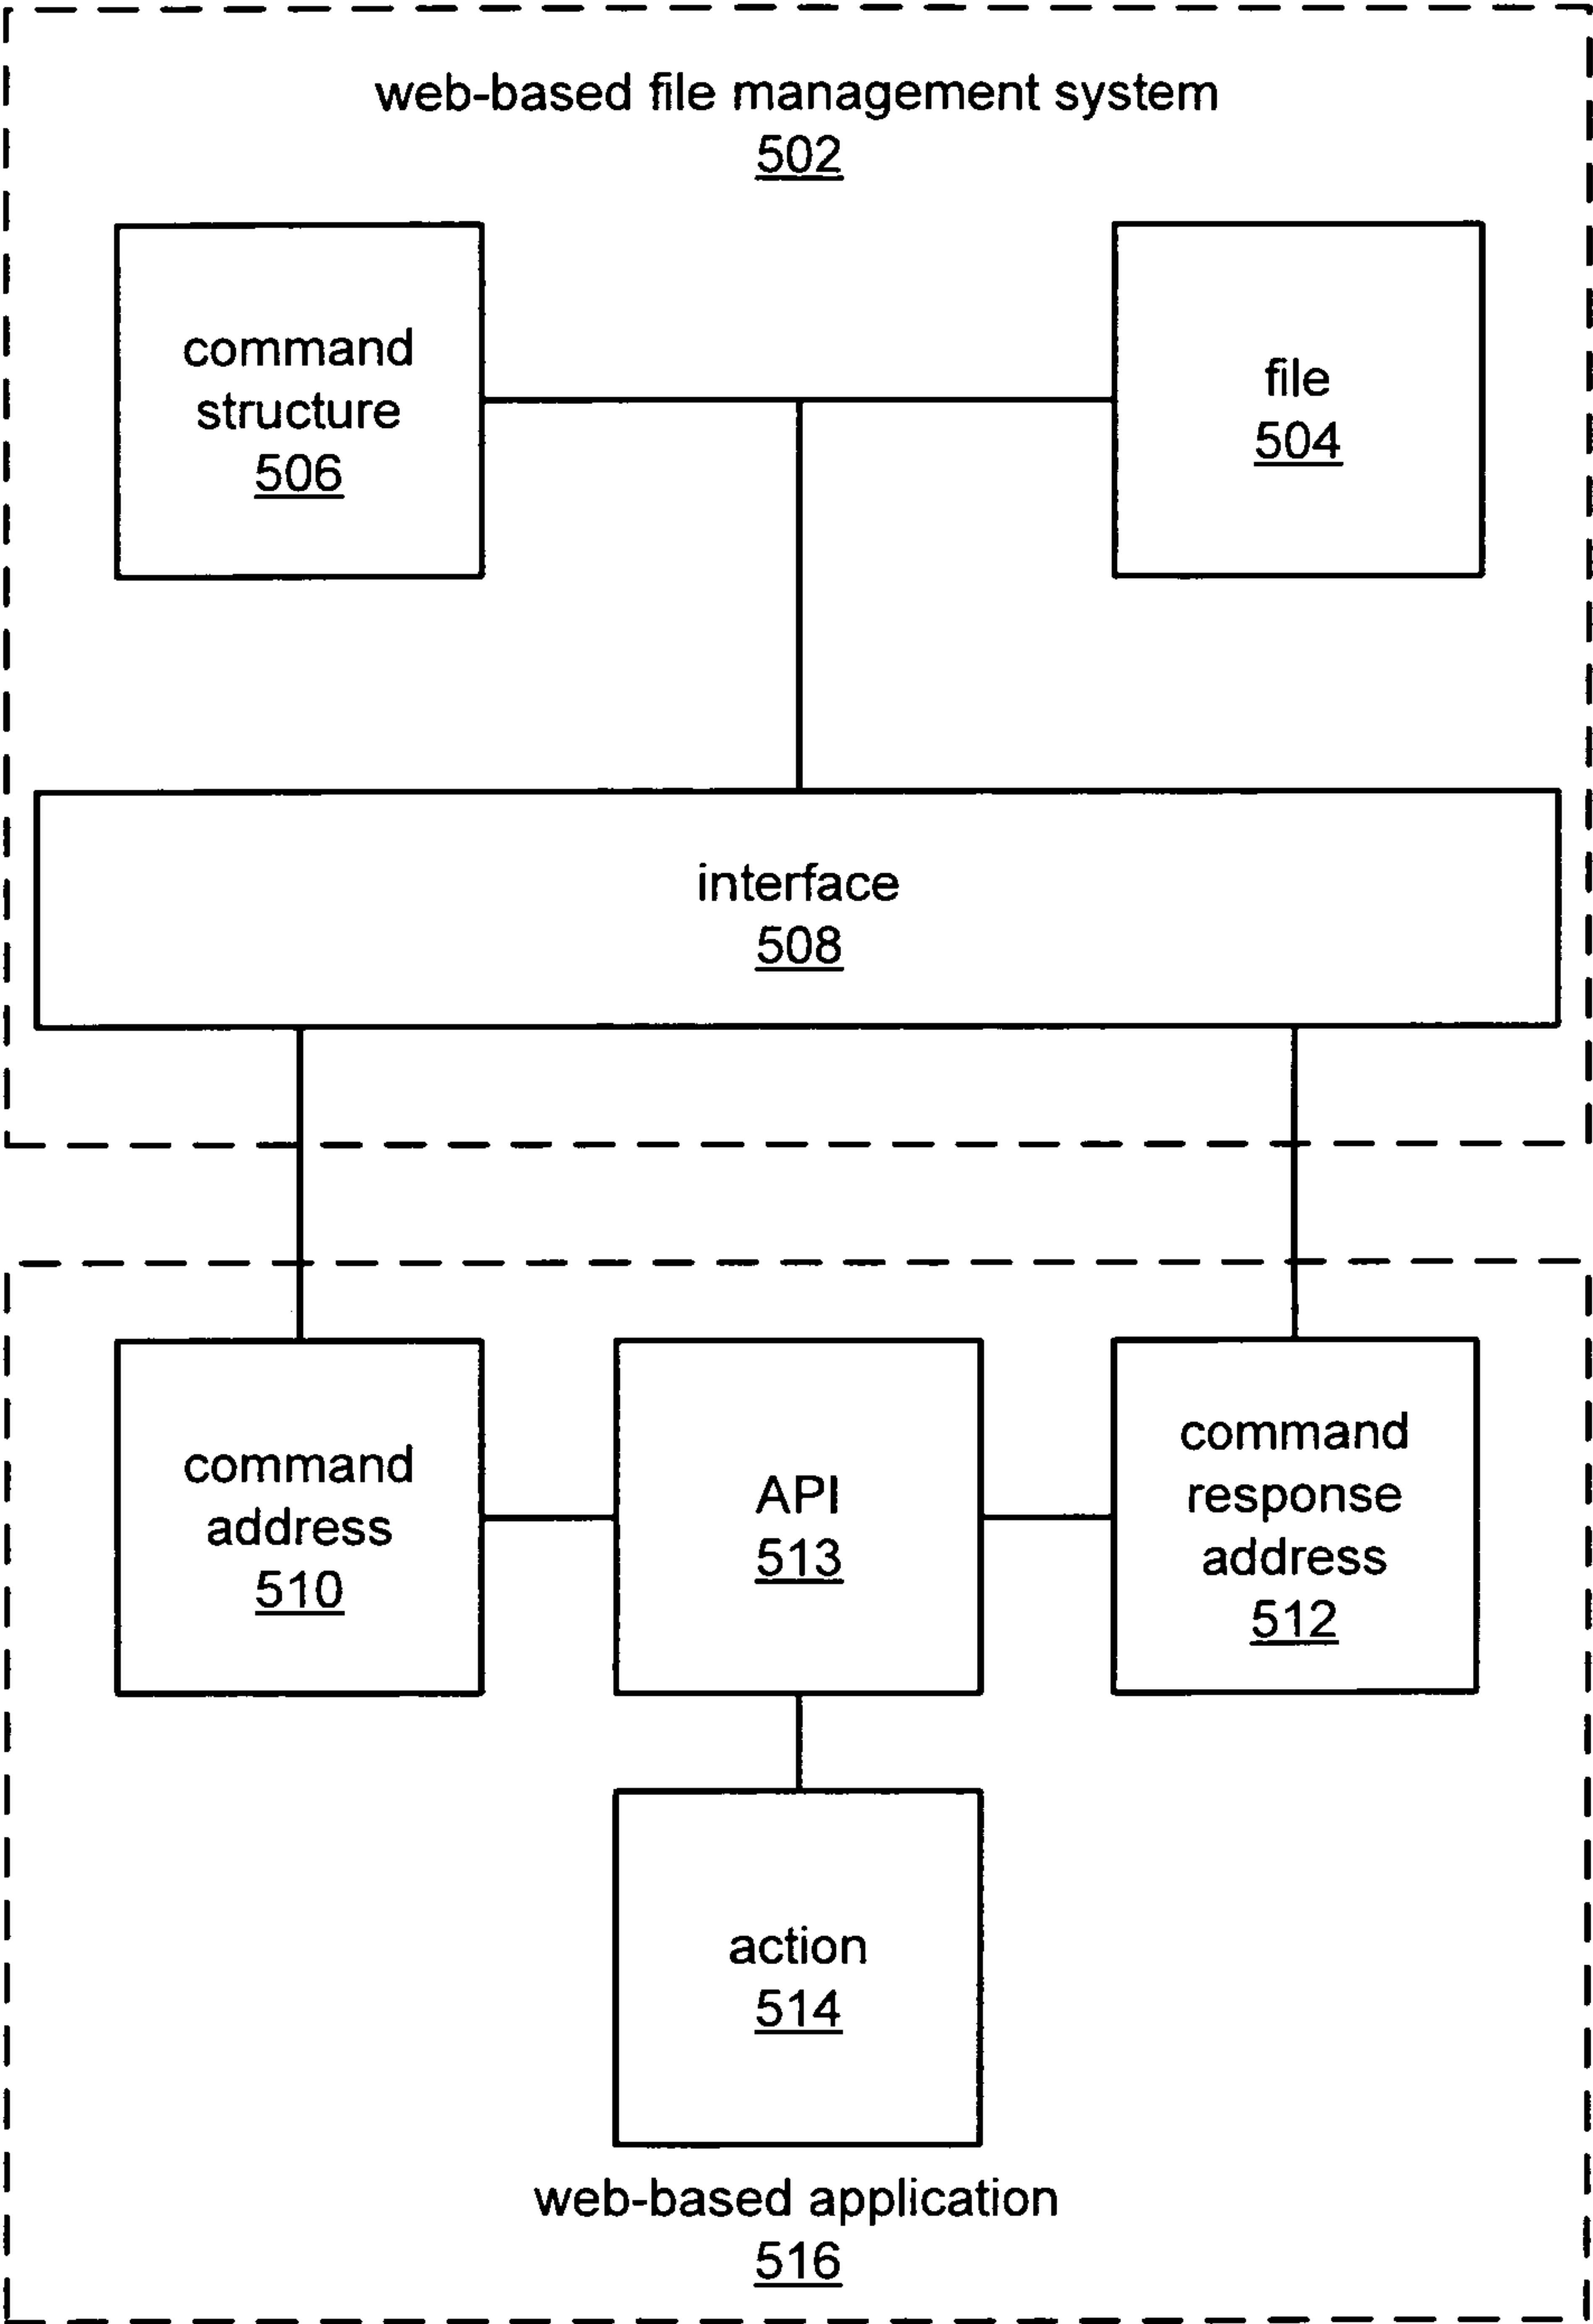 web-based file management system
502
command
structure
506
file
504
interface
508
command
address
510
API
513
command
response
address
512
action
514
web-based application
516